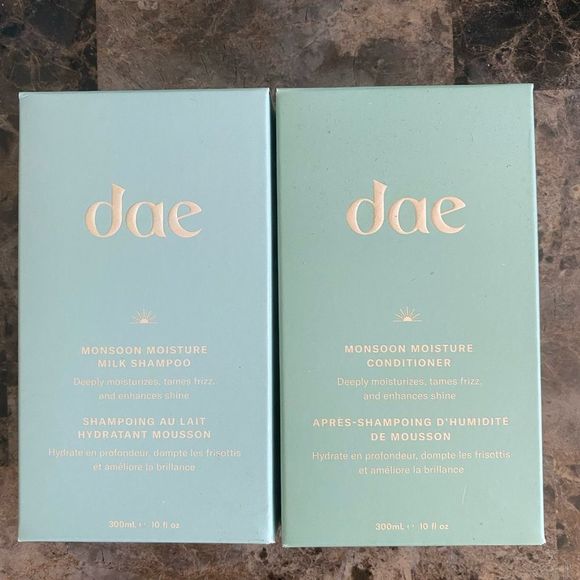 dae
MONSOON MOISTURE
MILK SHAMPOO
Deeply moisturizes, tames frizz,
and enhances shine
SHAMPOING AU LAIT
HYDRATANT MOUSSON
Hydrate en profondeur, dompte les frisottis
et améliore la brillance
300mL ℮ 10 fl oz
dae
MONSOON MOISTURE
CONDITIONER
Deeply moisturizes, tames frizz,
and enhances shine
APRÈS-SHAMPOING D'HUMIDITÉ
DE MOUSSON
Hydrate en profondeur, dompte les frisottis
et améliore la brillance
300mL ℮ 10 fl oz